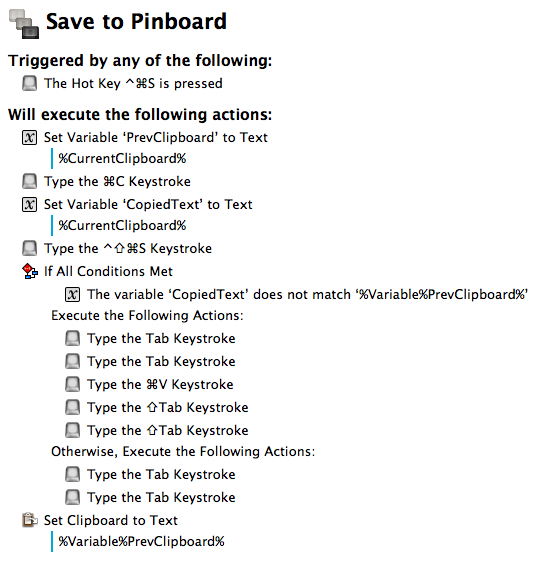 Save to Pinboard
Triggered by any of the following:
The Hot Key ^⌘S is pressed
Will execute the following actions:
Set Variable ‘PrevClipboard’ to Text
%CurrentClipboard%
Type the ⌘C Keystroke
Set Variable ‘CopiedText’ to Text
%CurrentClipboard%
Type the ^⇧⌘S Keystroke
If All Conditions Met
The variable ‘CopiedText’ does not match ‘%Variable%PrevClipboard%’
Execute the Following Actions:
Type the Tab Keystroke
Type the Tab Keystroke
Type the ⌘V Keystroke
Type the ⇧Tab Keystroke
Type the ⇧Tab Keystroke
Otherwise, Execute the Following Actions:
Type the Tab Keystroke
Type the Tab Keystroke
Set Clipboard to Text
%Variable%PrevClipboard%